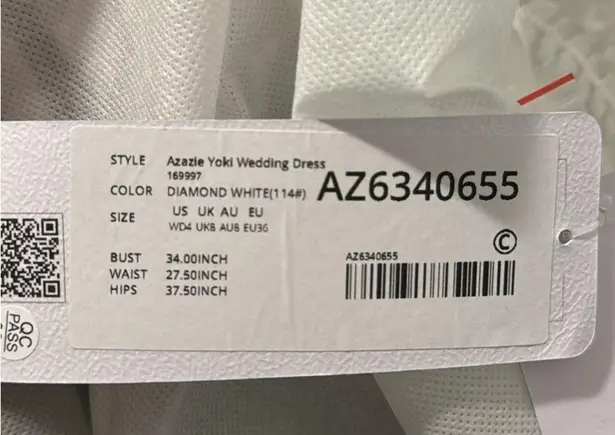 STYLE Azazie Yoki Wedding Dress
169997
COLOR DIAMOND WHITE(114#)
AZ6340655
SIZE US UK AU EU
WD4 UK8 AU8 EU36
BUST 34.00INCH
WAIST 27.50INCH
HIPS 37.50INCH
©
AZ6340655
QC
PASS